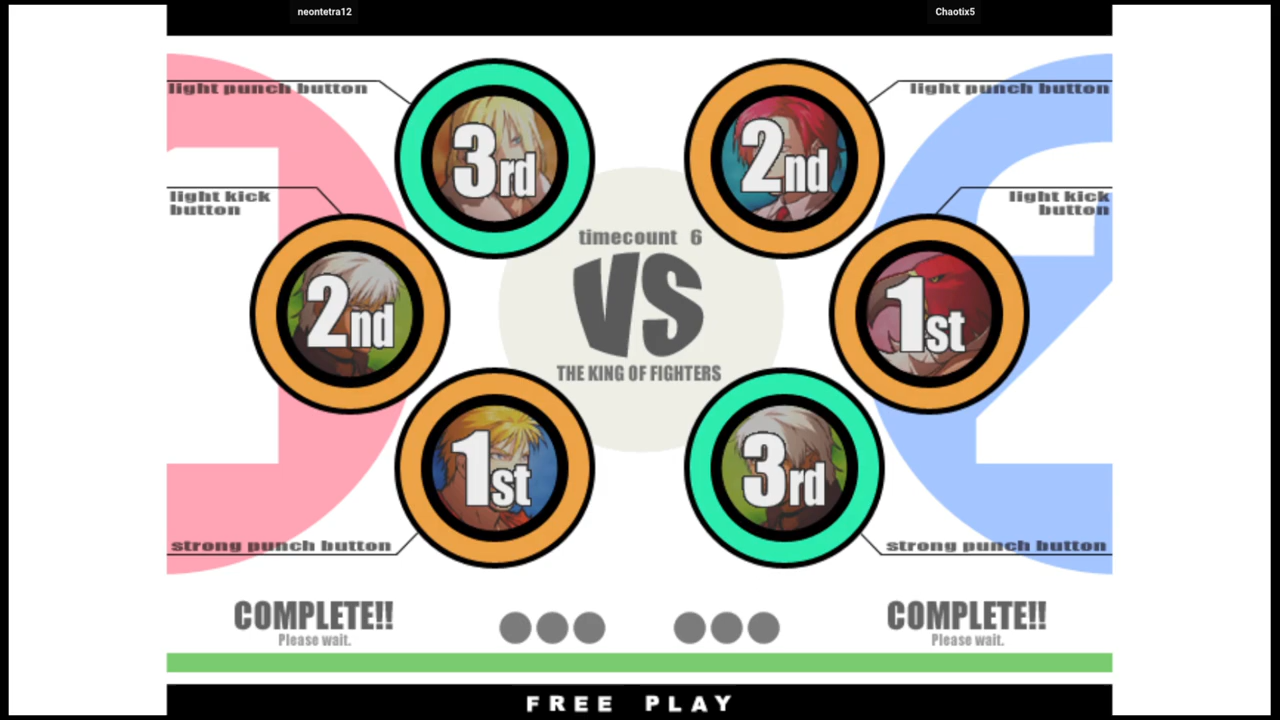 neontetra12
Chaotix5
light punch button
3rd
2nd
light punch button
light kick
button
light kick
button
timecount 6
2nd
VS
1st
THE KING OF FIGHTERS
1st
3rd
strong punch button
strong punch button
COMPLETE!!
COMPLETE!!
Please wait.
Please wait.
FREE PLAY